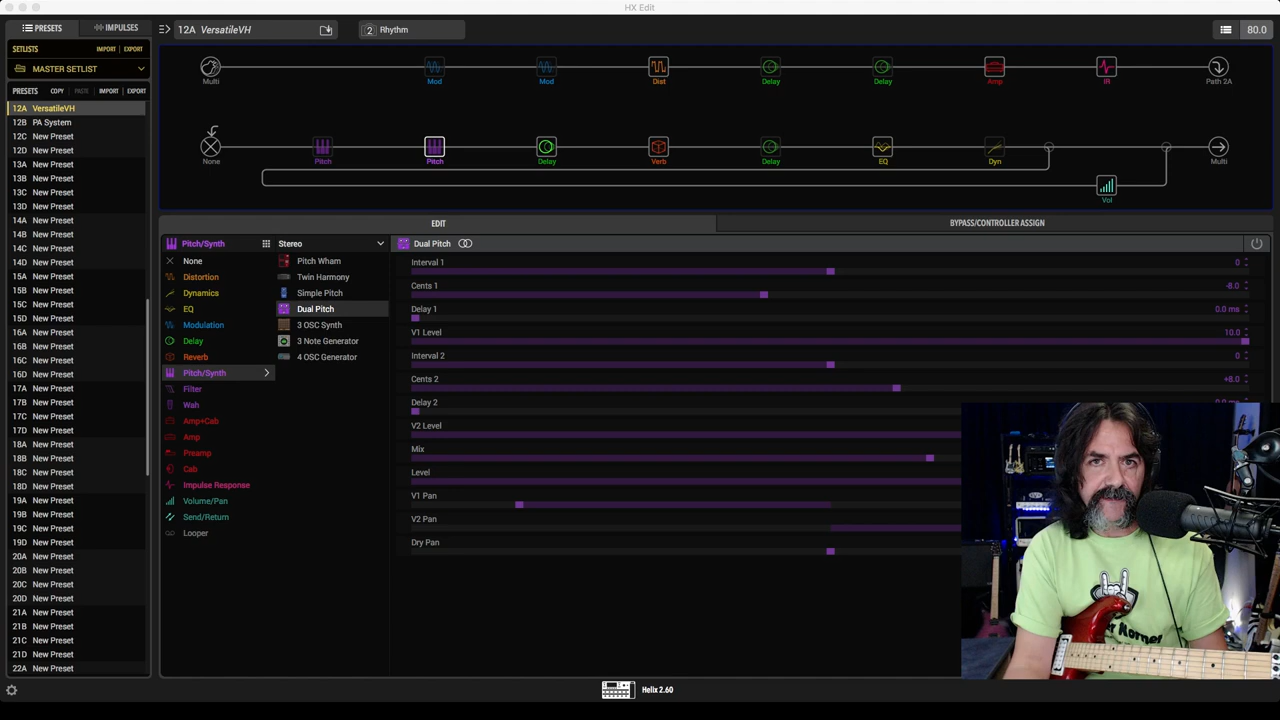 HX Edit
PRESETS
IMPULSES
12A VersatileVH
2 Rhythm
80.0
SETLISTS
IMPORT
EXPORT
MASTER SETLIST
PRESETS
COPY
PASTE
IMPORT
EXPORT
12A VersatileVH
12B PA System
12C New Preset
12D New Preset
13A New Preset
13B New Preset
13C New Preset
13D New Preset
14A New Preset
14B New Preset
14C New Preset
14D New Preset
15A New Preset
15B New Preset
15C New Preset
15D New Preset
16A New Preset
16B New Preset
16C New Preset
16D New Preset
17A New Preset
17B New Preset
17C New Preset
17D New Preset
18A New Preset
18B New Preset
18C New Preset
18D New Preset
19A New Preset
19B New Preset
19C New Preset
19D New Preset
20A New Preset
20B New Preset
20C New Preset
20D New Preset
21A New Preset
21B New Preset
21C New Preset
21D New Preset
22A New Preset
Multi
Mod
Mod
Dist
Delay
Delay
Amp
IR
Path 2A
None
Pitch
Pitch
Delay
Verb
Delay
EQ
Dyn
Multi
Vol
EDIT
BYPASS/CONTROLLER ASSIGN
Pitch/Synth
Stereo
None
Distortion
Dynamics
EQ
Modulation
Delay
Reverb
Pitch/Synth
Filter
Wah
Amp+Cab
Amp
Preamp
Cab
Impulse Response
Volume/Pan
Send/Return
Looper
Pitch Wham
Twin Harmony
Simple Pitch
Dual Pitch
3 OSC Synth
3 Note Generator
4 OSC Generator
Dual Pitch
Interval 1 0
Cents 1 -8.0
Delay 1 0.0 ms
V1 Level 10.0
Interval 2 0
Cents 2 +8.0
Delay 2
V2 Level
Mix
Level
V1 Pan
V2 Pan
Dry Pan
Helix 2.60